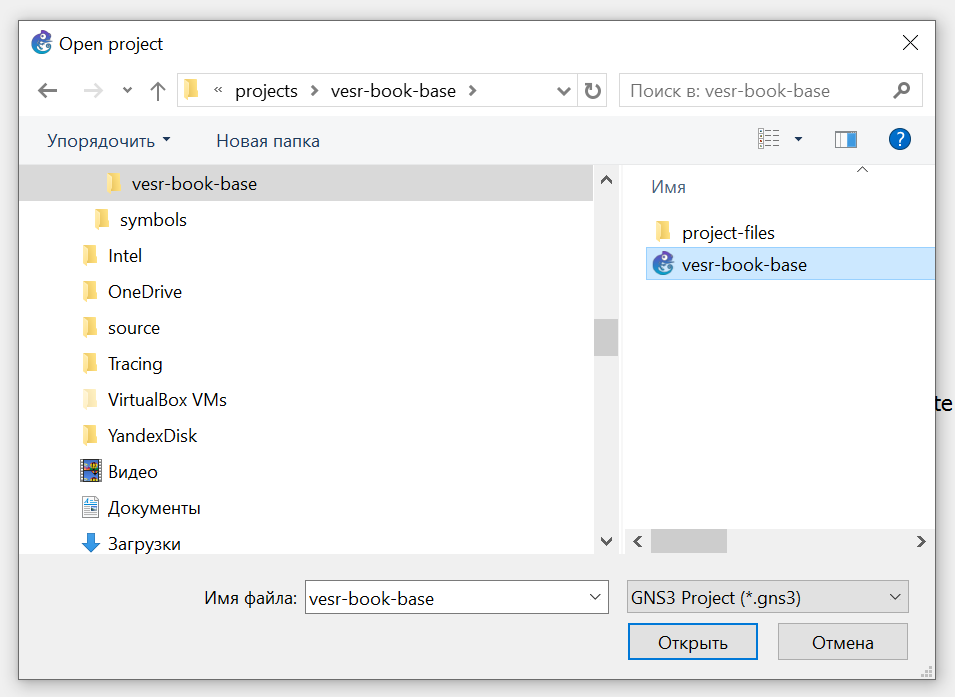 Open project
« projects > vesr-book-base >
Поиск в: vesr-book-base
Упорядочить
Новая папка
?
vesr-book-base
symbols
Intel
OneDrive
source
Tracing
VirtualBox VMs
YandexDisk
Видео
Документы
Загрузки
Имя
project-files
vesr-book-base
te
Имя файла: vesr-book-base
GNS3 Project (*.gns3)
Открыть
Отмена